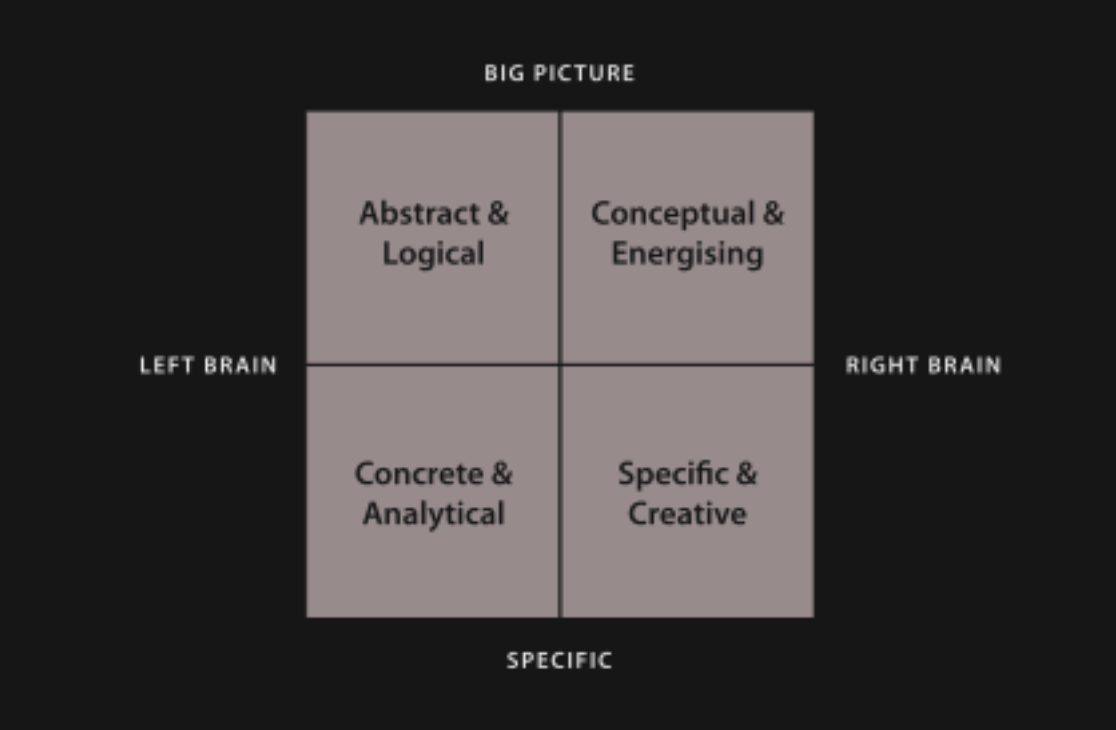 BIG PICTURE
Abstract &
Logical
Conceptual &
Energising
LEFT BRAIN
RIGHT BRAIN
Concrete &
Analytical
Specific &
Creative
SPECIFIC